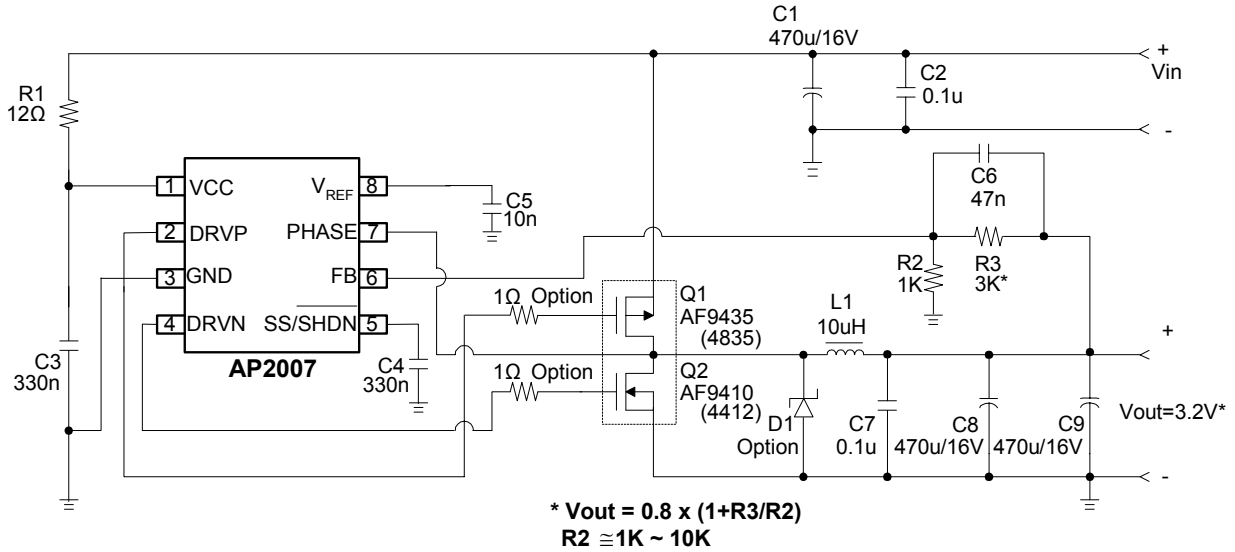 C1
470u/16V
+
Vin
-
C2
0.1u
R1
12Ω
C6
47n
1 VCC
VREF 8
C5
10n
2 DRVP
PHASE 7
3 GND
FB 6
4 DRVN
SS/SHDN 5
AP2007
C3
330n
C4
330n
R2
1K
R3
3K*
1Ω Option
Q1
AF9435
(4835)
L1
10uH
+
1Ω Option
Q2
AF9410
(4412)
D1
Option
C7
0.1u
C8
470u/16V
C9
470u/16V
Vout=3.2V*
-
* Vout = 0.8 x (1+R3/R2)
R2 ≅1K ~ 10K